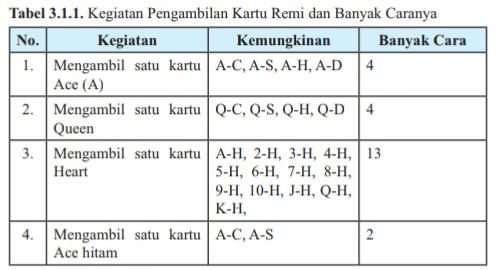 Tabel 3.1.1. Kegiatan Pengambilan Kartu Remi dan Banyak Caranya
No. Kegiatan Kemungkinan Banyak Cara
1. Mengambil satu kartu A-C, A-S, A-H, A-D 4
Ace (A)
2. Mengambil satu kartu Q-C, Q-S, Q-H, Q-D 4
Queen
3. Mengambil satu kartu A-H, 2-H, 3-H, 4-H, 13
Heart 5-H, 6-H, 7-H, 8-H,
9-H, 10-H, J-H, Q-H,
K-H,
4. Mengambil satu kartu A-C, A-S 2
Ace hitam